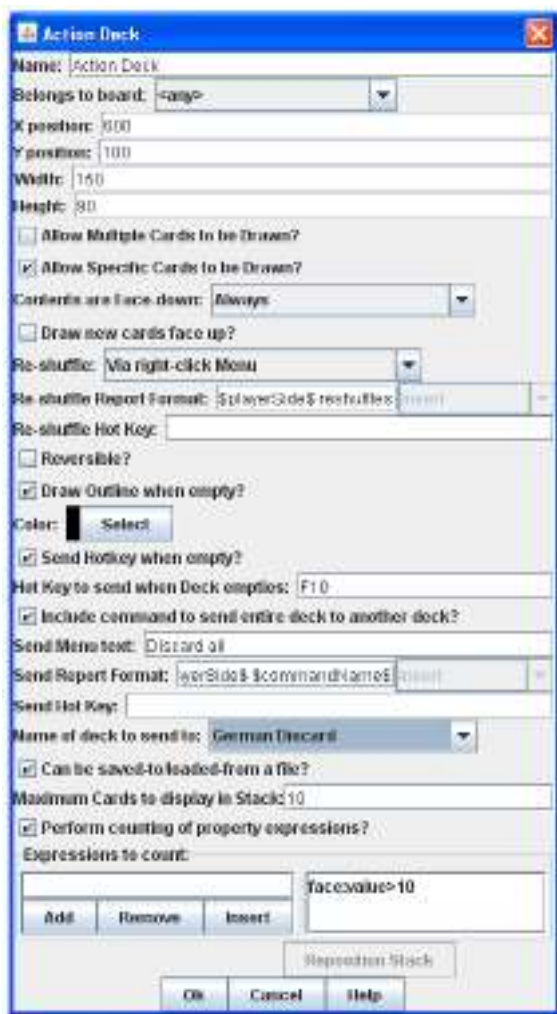 Action Deck
Name: Action Deck
Belongs to board: <any>
X position: 600
Y position: 100
Width: 160
Height: 90
Allow Multiple Cards to be Drawn?
Allow Specific Cards to be Drawn?
Contents are Face-down: Always
Draw new cards face up?
Re-shuffle: Via right-click Menu
Re-shuffle Report Format: $playerSide$ reshuffles Insert
Re-shuffle Hot Key:
Reversible?
Draw Outline when empty?
Color: Select
Send Hotkey when empty?
Hot Key to send when Deck empties: F10
Include command to send entire deck to another deck?
Send Menu text: Discard all
Send Report Format: yerSide$ $commandName$ Insert
Send Hot Key:
Name of deck to send to: German Discard
Can be saved-to/loaded-from a file?
Maximum Cards to display in Stack: 10
Perform counting of property expressions?
Expressions to count:
face:value>10
Add Remove Insert
Reposition Stack
Ok Cancel Help